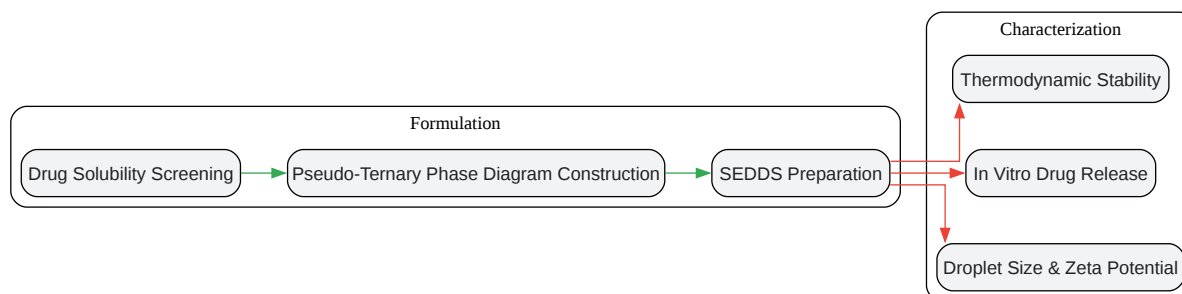 Formulation
Drug Solubility Screening
Pseudo-Ternary Phase Diagram Construction
SEDDS Preparation
Characterization
Thermodynamic Stability
In Vitro Drug Release
Droplet Size & Zeta Potential